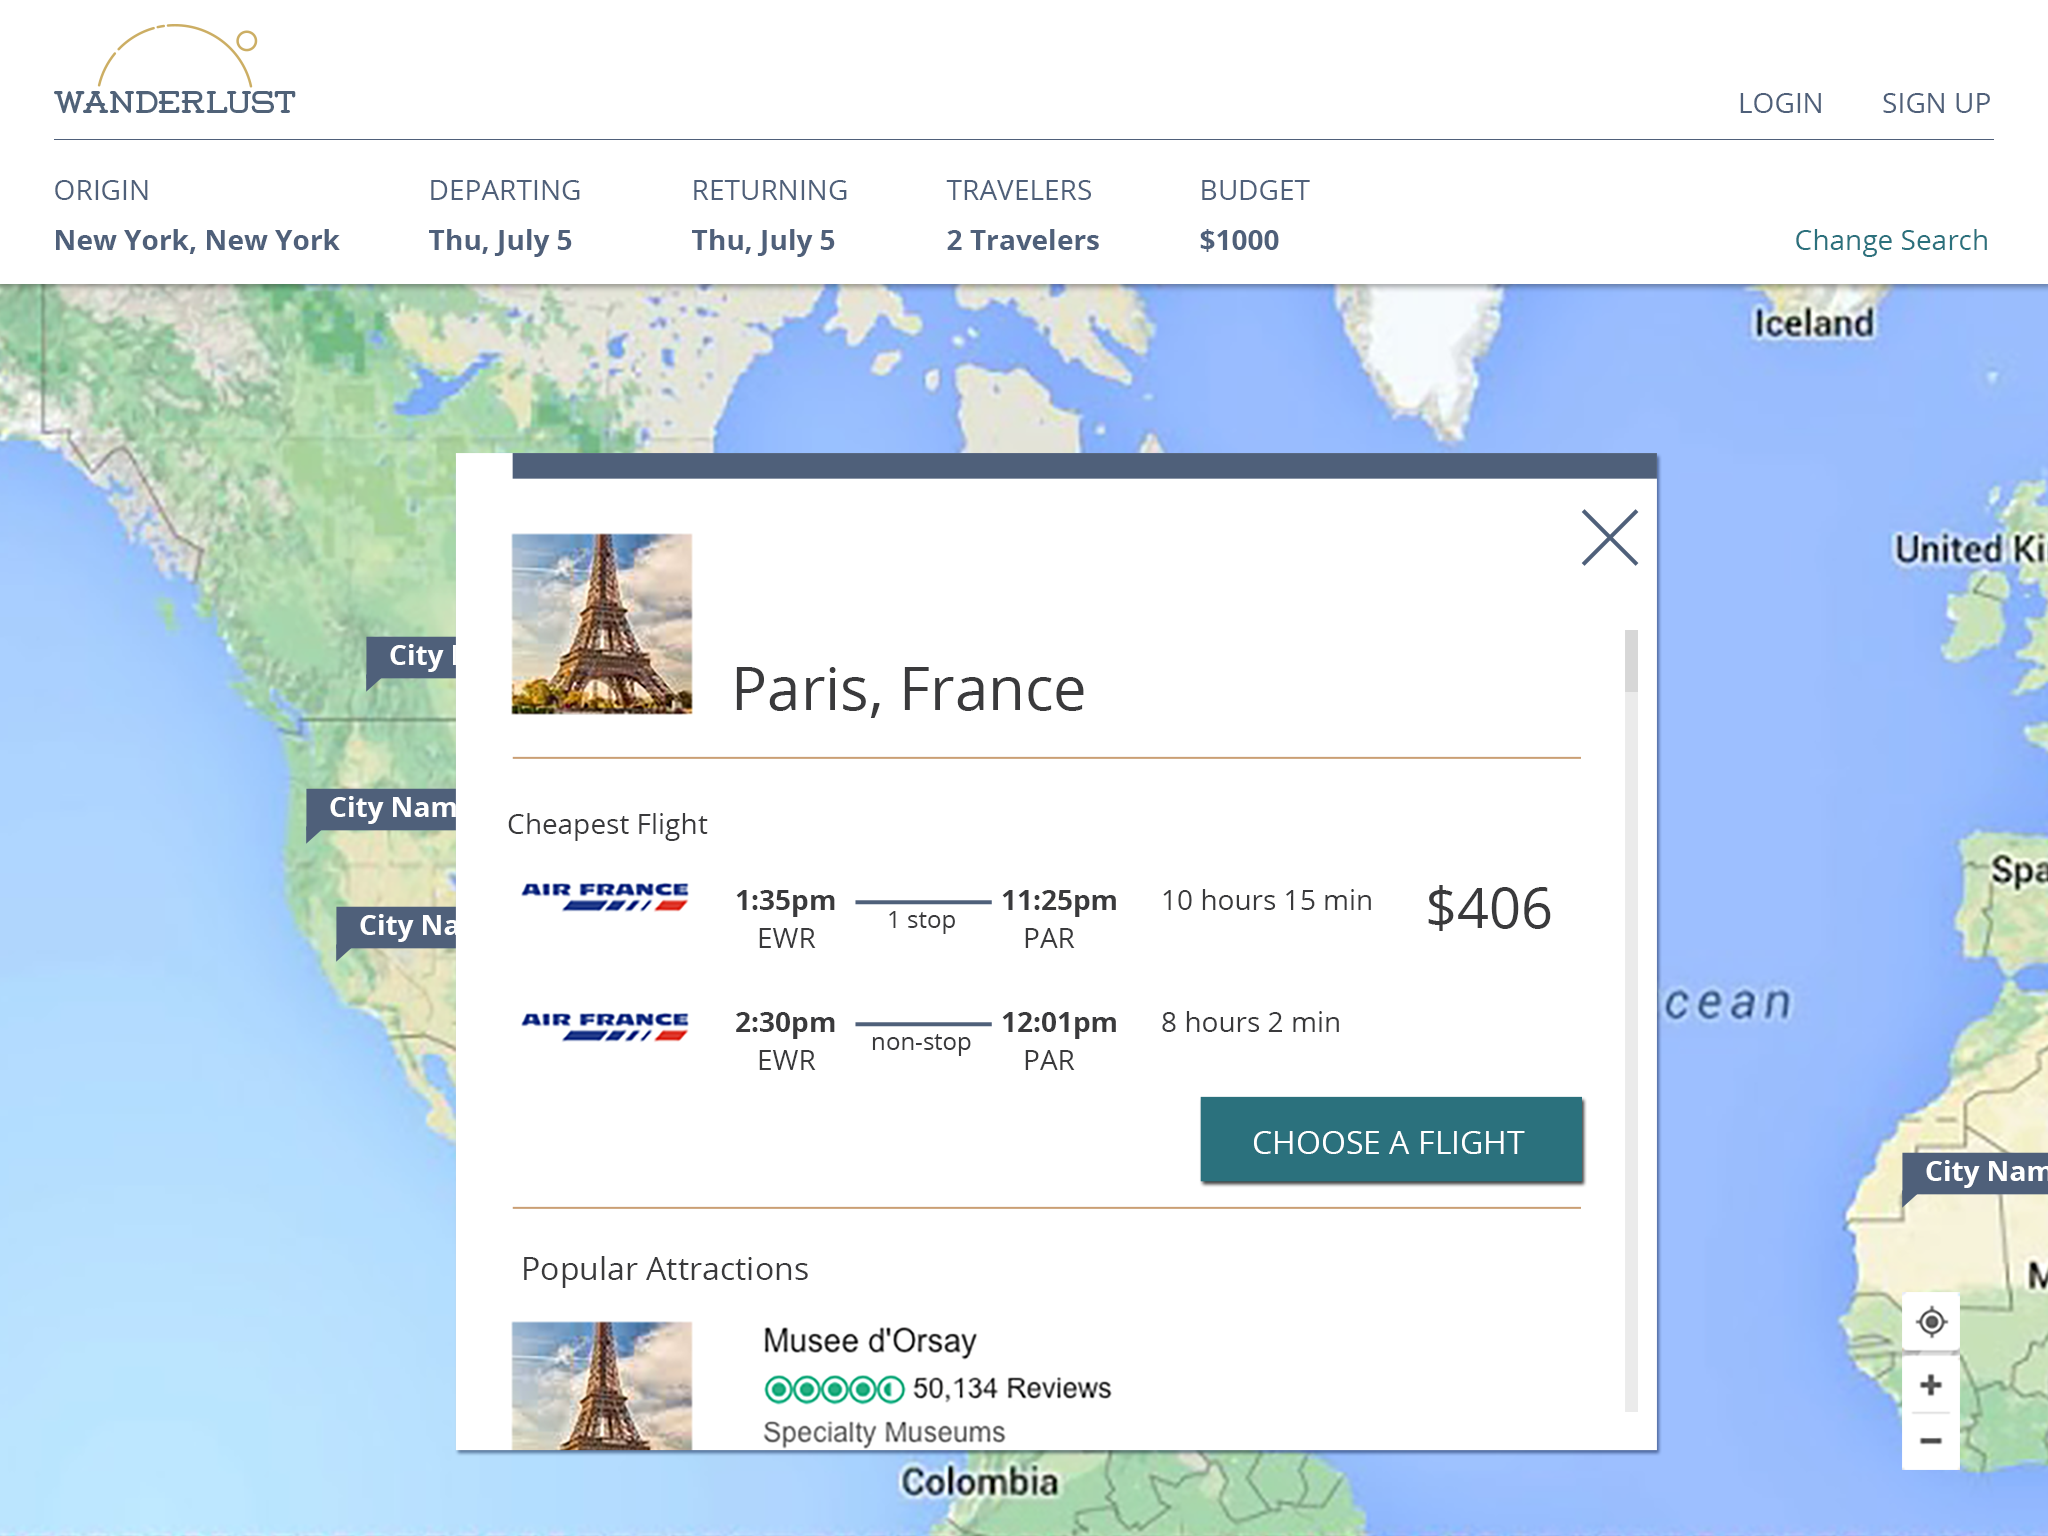 WANDERLUST
LOGIN SIGN UP
ORIGIN DEPARTING RETURNING TRAVELERS BUDGET
New York, New York Thu, July 5 Thu, July 5 2 Travelers $1000 Change Search
Iceland
United Ki
City
Paris, France
City Nam
Cheapest Flight
Spa
AIR FRANCE 1:35pm 11:25pm 10 hours 15 min $406
1 stop
City Na
EWR PAR
cean
AIR FRANCE 2:30pm 12:01pm 8 hours 2 min
non-stop
EWR PAR
CHOOSE A FLIGHT
City Nam
Popular Attractions
M
Musee d'Orsay
50,134 Reviews
Specialty Museums
Colombia